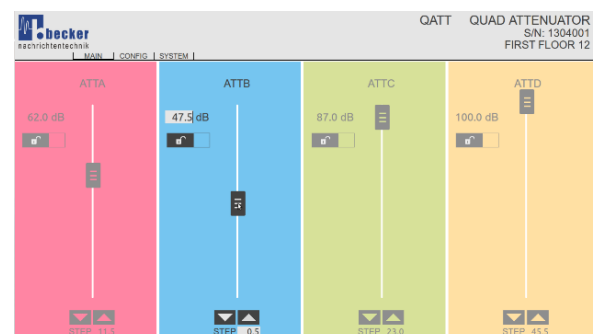 becker
nachrichtentechnik
MAIN | CONFIG | SYSTEM |
QATT QUAD ATTENUATOR
S/N: 1304001
FIRST FLOOR 12
ATTA ATTB ATTC ATTD
62.0 dB 47.5 dB 87.0 dB 100.0 dB
STEP 11.5 STEP 0.5 STEP 23.0 STEP 45.5